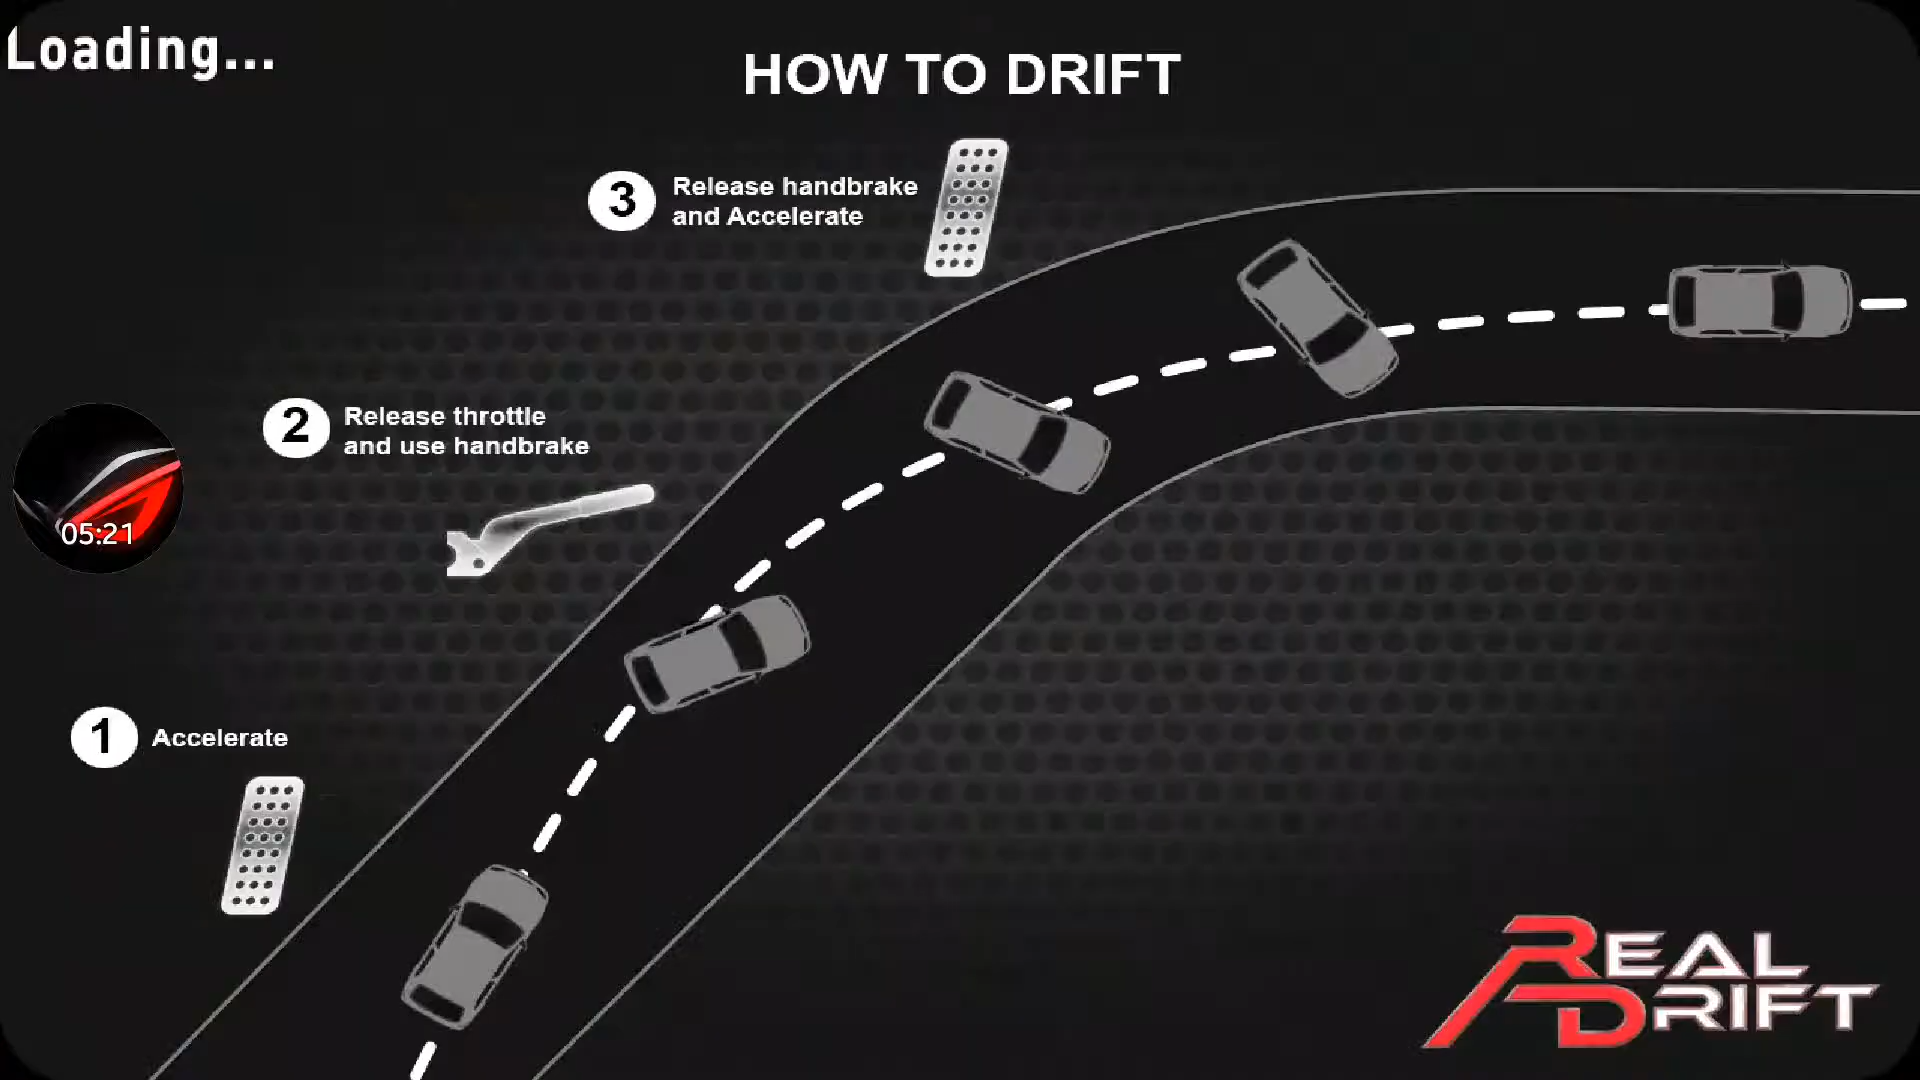 Loading...
HOW TO DRIFT
3
Release handbrake
and Accelerate
2
Release throttle
and use handbrake
05:21
1
Accelerate
REAL
DRIFT